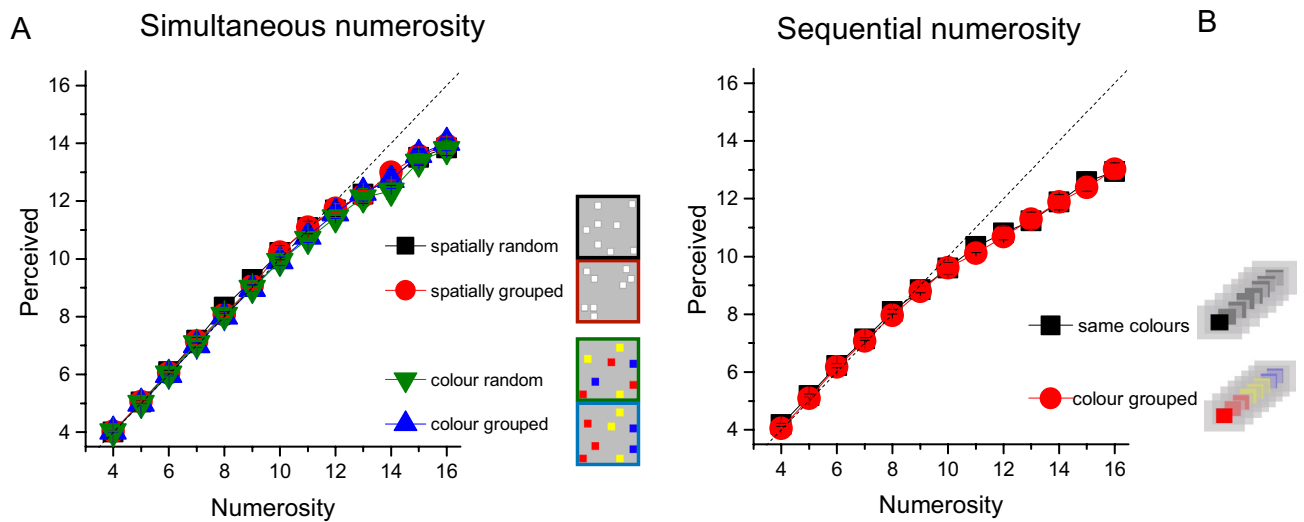 A
Simultaneous numerosity
Perceived
16
14
12
10
8
6
4
4 6 8 10 12 14 16
Numerosity
spatially random
spatially grouped
colour random
colour grouped
Sequential numerosity
B
Perceived
16
14
12
10
8
6
4
4 6 8 10 12 14 16
Numerosity
same colours
colour grouped